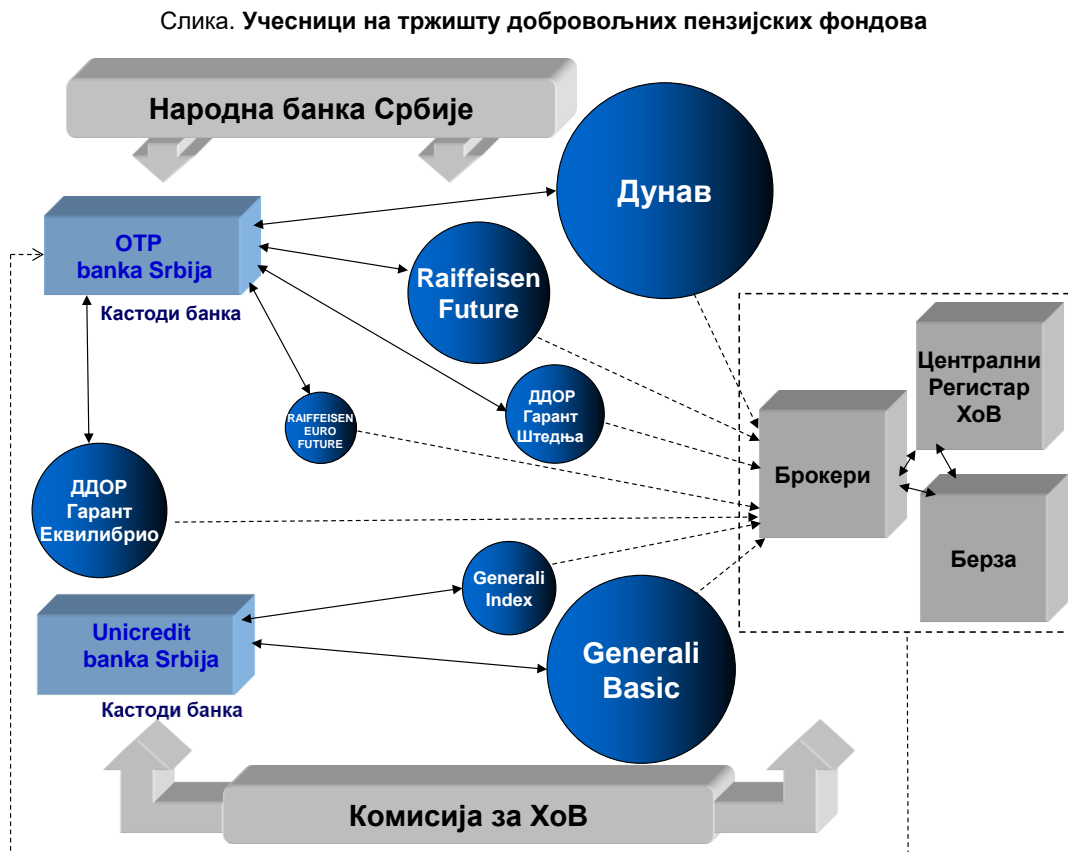 Слика. Учесници на тржишту добровољних пензијских фондова
Народна банка Србије
Дунав
OTP
banka Srbija
Кастоди банка
Raiffeisen
Future
Централни
Регистар
ХоВ
ДДОР
Гарант
Штедња
RAIFFEISEN
EURO
FUTURE
Брокери
ДДОР
Гарант
Еквилибрио
Берза
Generali
Index
Unicredit
banka Srbija
Кастоди банка
Generali
Basic
Комисија за ХоВ